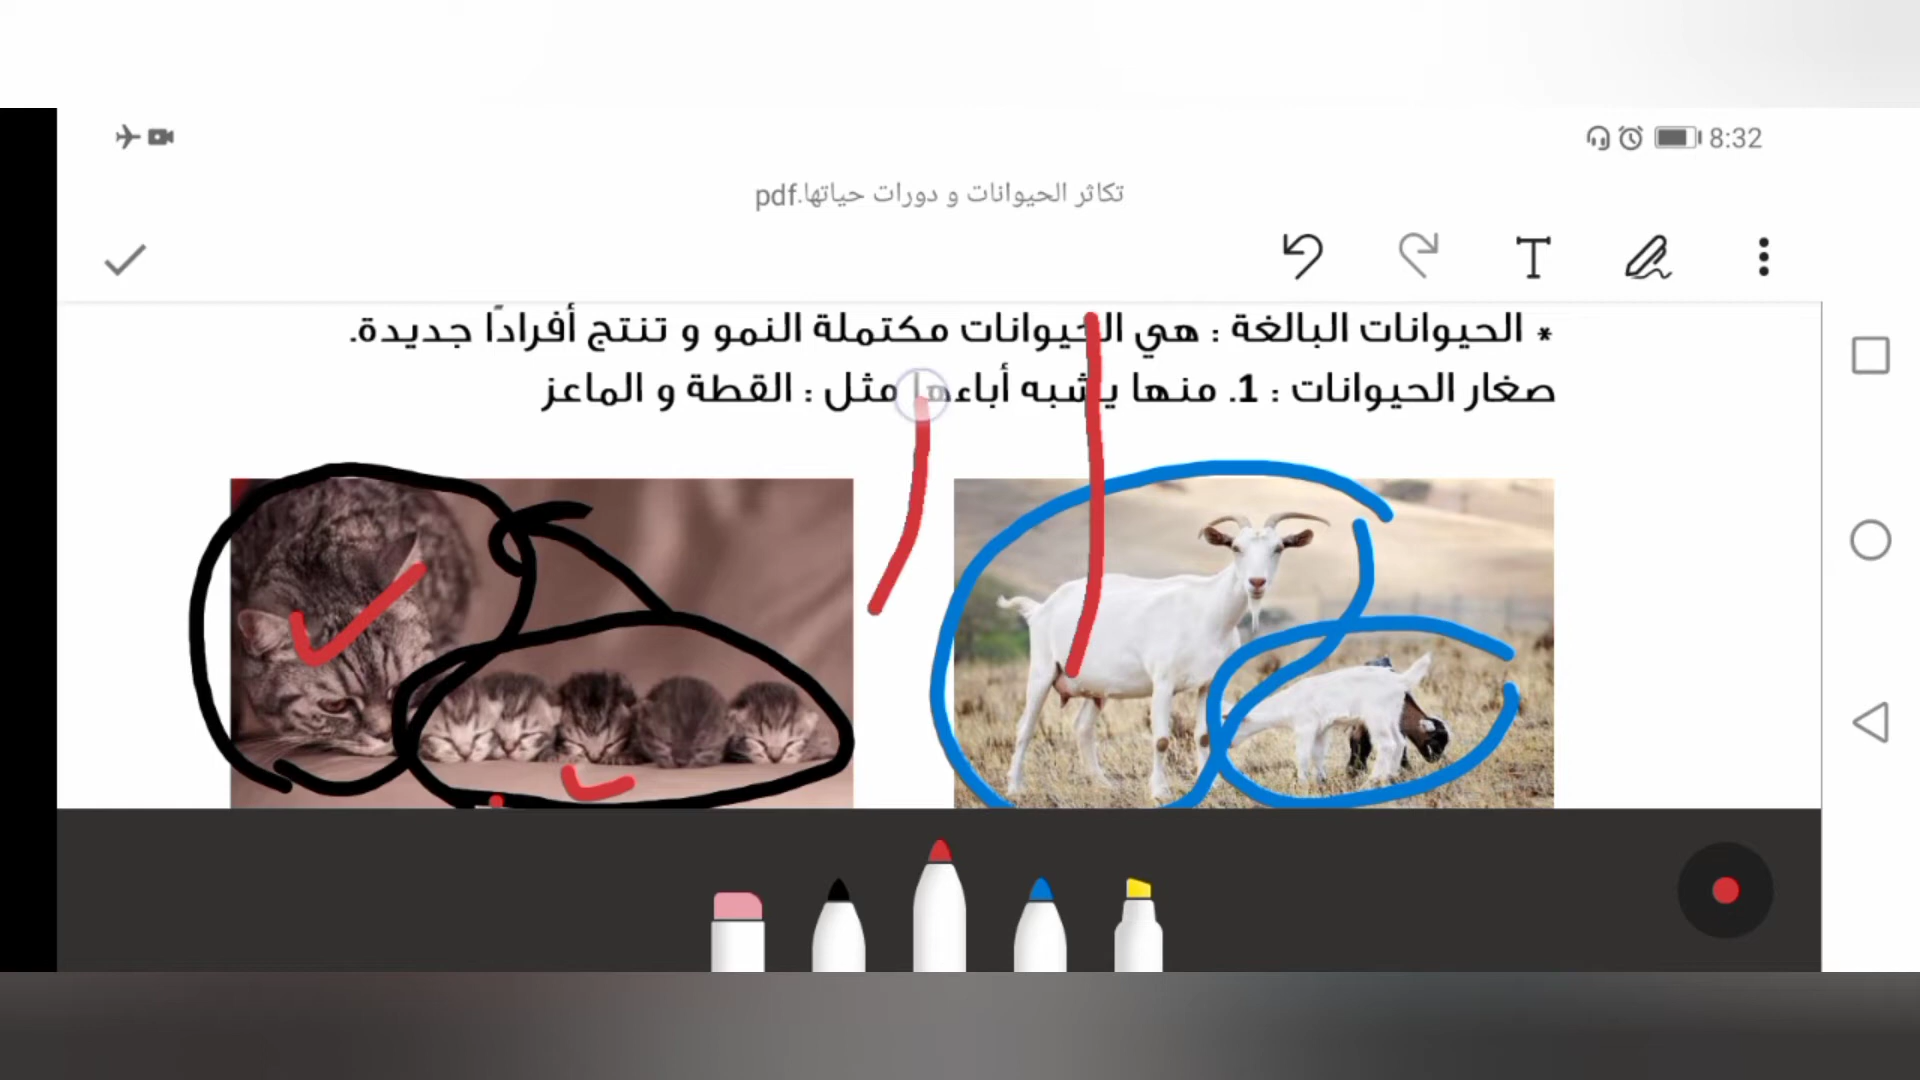 8:32
تكاثر الحيوانات و دورات حياتها.pdf
* الحيوانات البالغة : هي الحيوانات مكتملة النمو و تنتج أفرادًا جديدة.
صغار الحيوانات : 1. منها يشبه أباءها مثل : القطة و الماعز